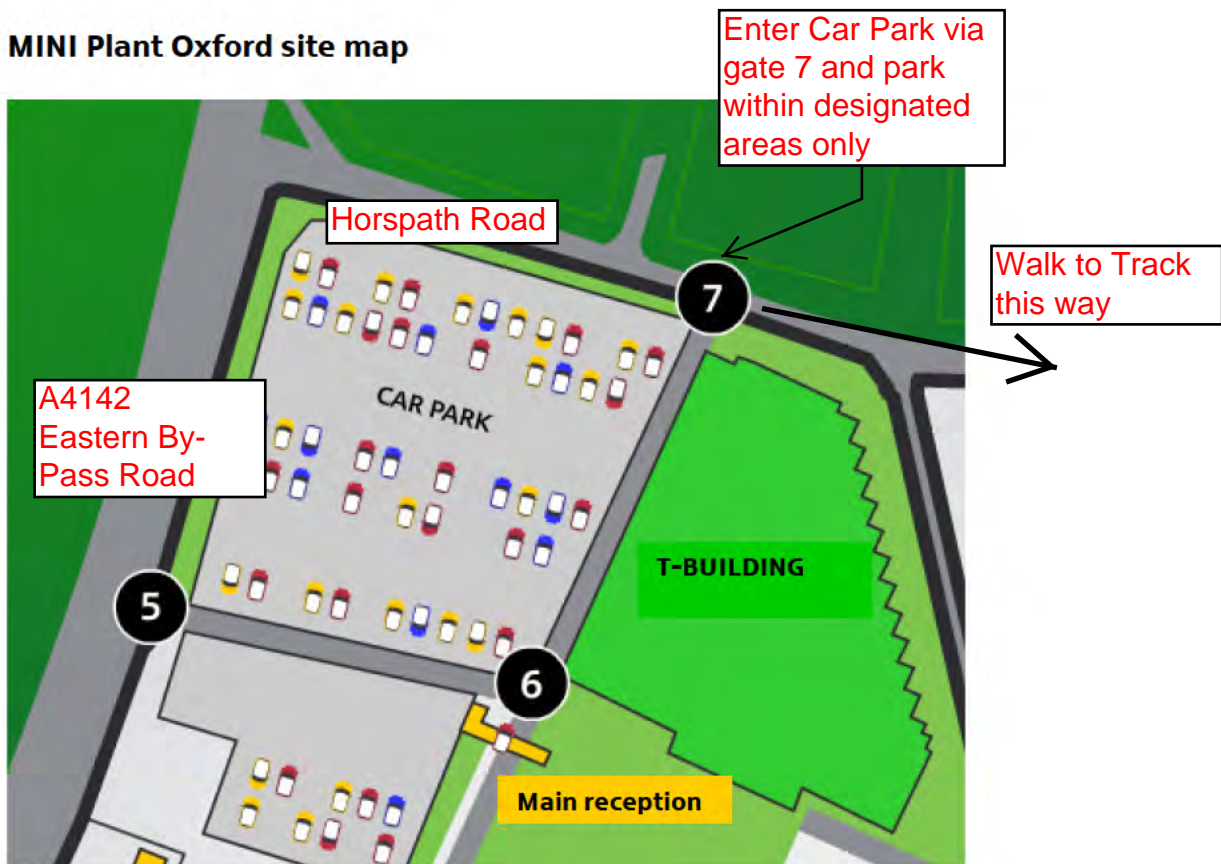 MINI Plant Oxford site map
Enter Car Park via
gate 7 and park
within designated
areas only
Horspath Road
7
Walk to Track
this way
A4142
Eastern By-
Pass Road
CAR PARK
T-BUILDING
5
6
Main reception